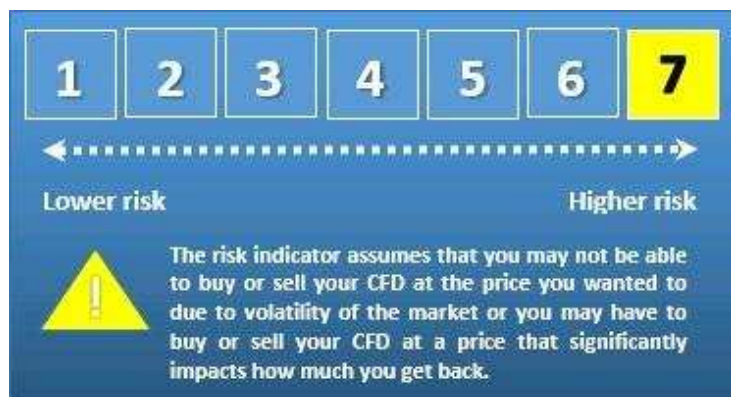 1 2 3 4 5 6 7
Lower risk Higher risk
The risk indicator assumes that you may not be able
to buy or sell your CFD at the price you wanted to
due to volatility of the market or you may have to
buy or sell your CFD at a price that significantly
impacts how much you get back.
!